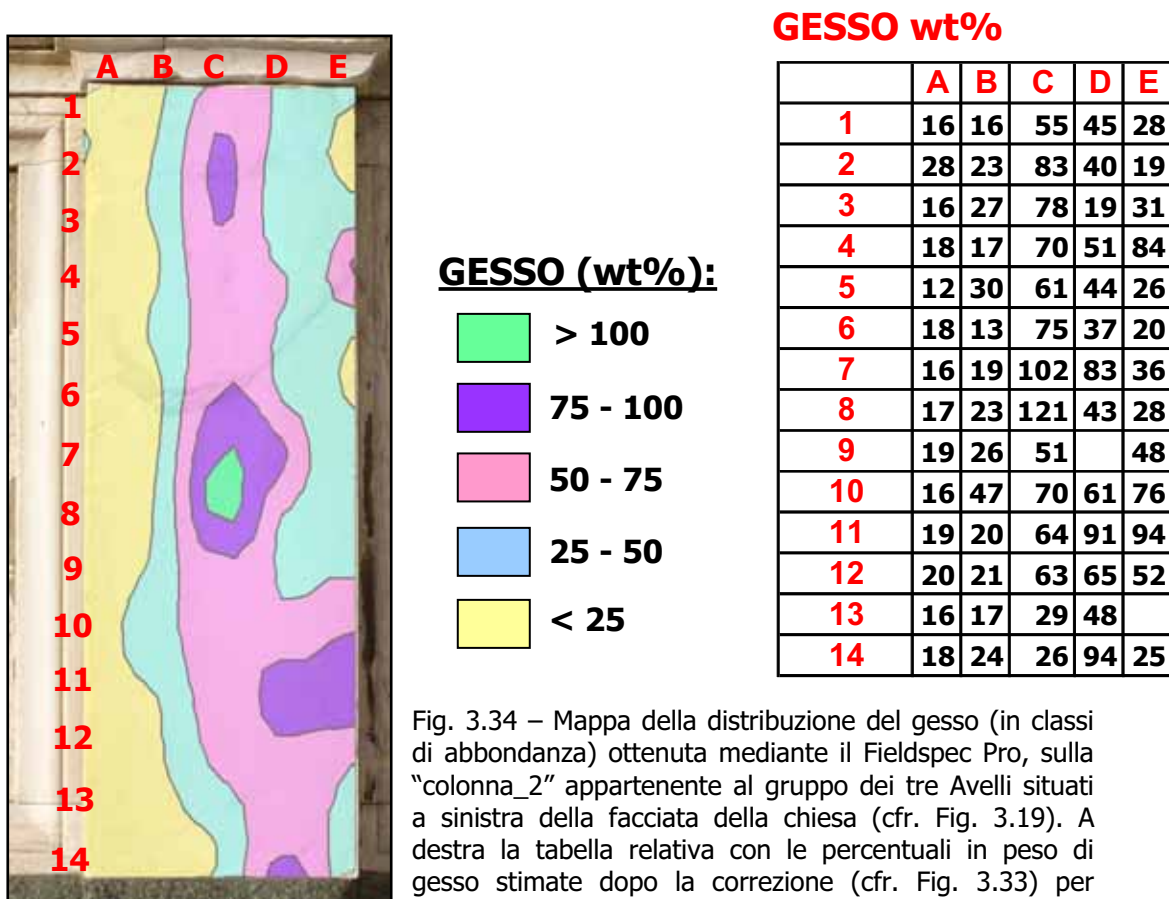 A B C D E
1
2
3
4
5
6
7
8
9
10
11
12
13
14
GESSO (wt%):
> 100
75 - 100
50 - 75
25 - 50
< 25
GESSO wt%
A B C D E
1 16 16 55 45 28
2 28 23 83 40 19
3 16 27 78 19 31
4 18 17 70 51 84
5 12 30 61 44 26
6 18 13 75 37 20
7 16 19 102 83 36
8 17 23 121 43 28
9 19 26 51 48
10 16 47 70 61 76
11 19 20 64 91 94
12 20 21 63 65 52
13 16 17 29 48
14 18 24 26 94 25
Fig. 3.34 – Mappa della distribuzione del gesso (in classi
di abbondanza) ottenuta mediante il Fieldspec Pro, sulla
“colonna_2” appartenente al gruppo dei tre Avelli situati
a sinistra della facciata della chiesa (cfr. Fig. 3.19). A
destra la tabella relativa con le percentuali in peso di
gesso stimate dopo la correzione (cfr. Fig. 3.33) per